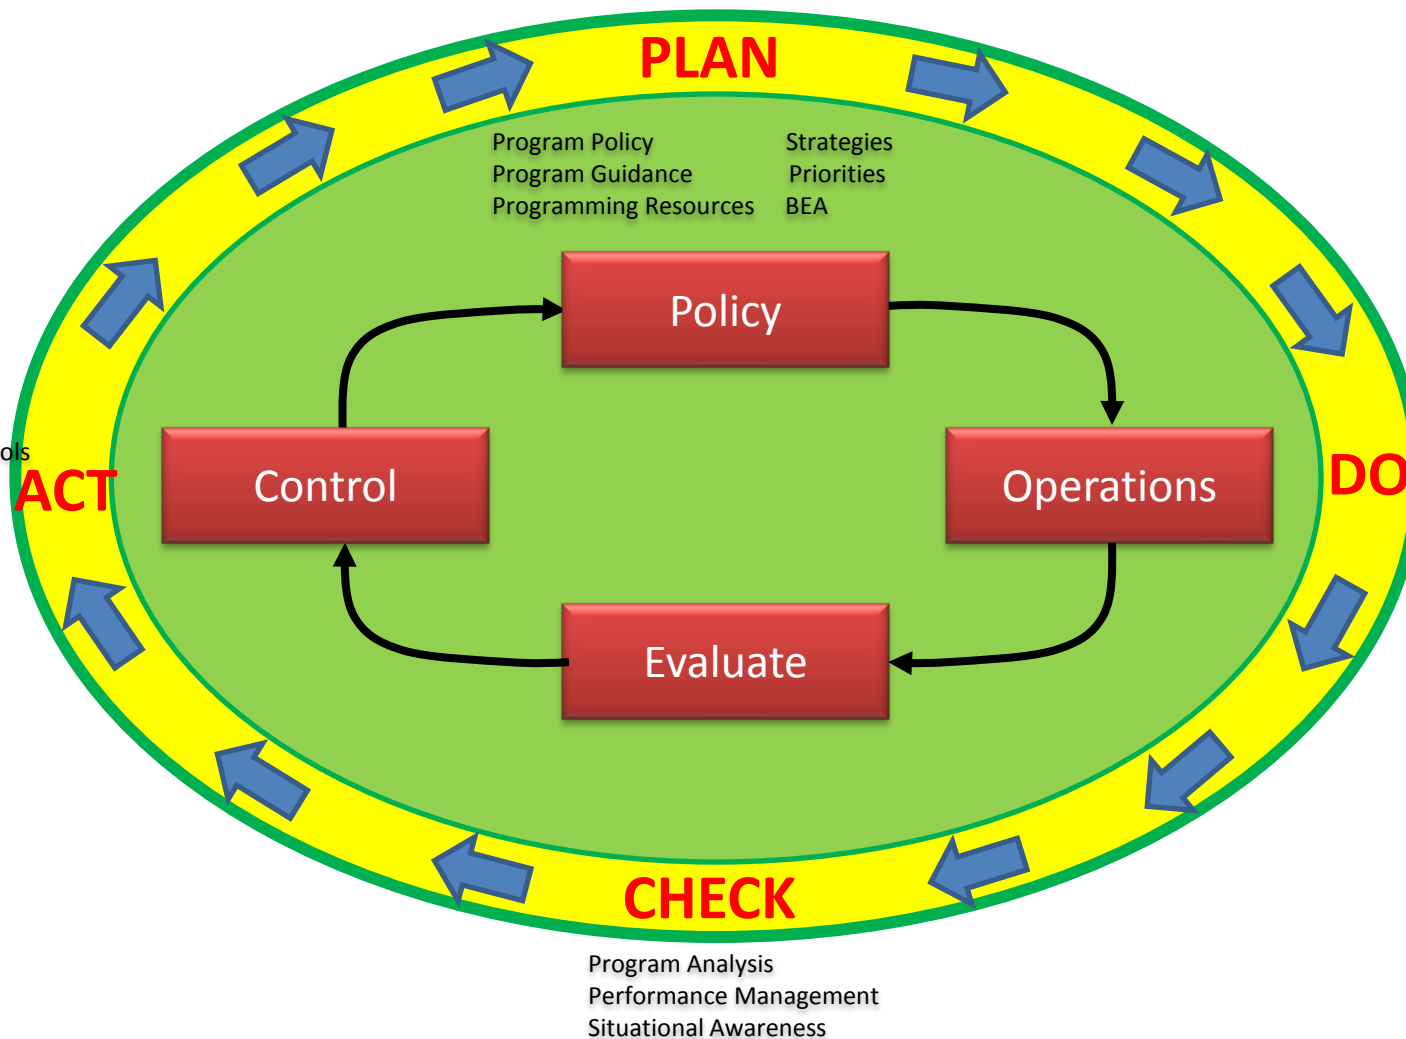 PLAN
Program Policy Strategies
Program Guidance Priorities
Programming Resources BEA
Policy
ols
ACT
Control
Operations
DO
Evaluate
CHECK
Program Analysis
Performance Management
Situational Awareness